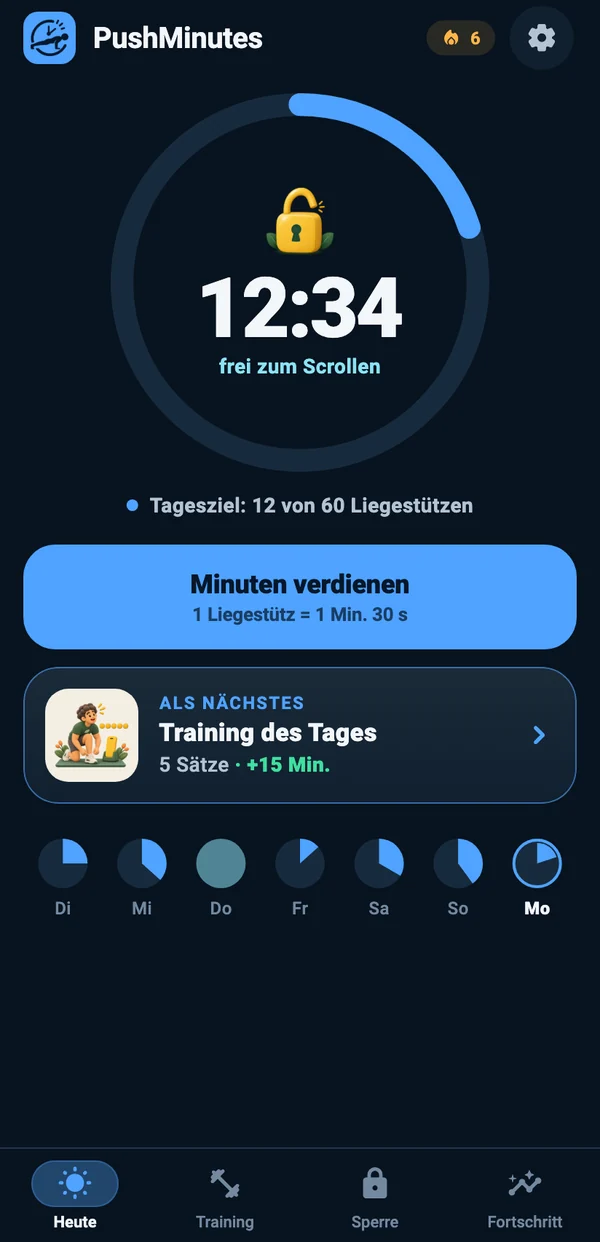 PushMinutes
6
12:34
frei zum Scrollen
Tagesziel: 12 von 60 Liegestützen
Minuten verdienen
1 Liegestütz = 1 Min. 30 s
ALS NÄCHSTES
Training des Tages
5 Sätze · +15 Min.
Di Mi Do Fr Sa So Mo
Heute Training Sperre Fortschritt